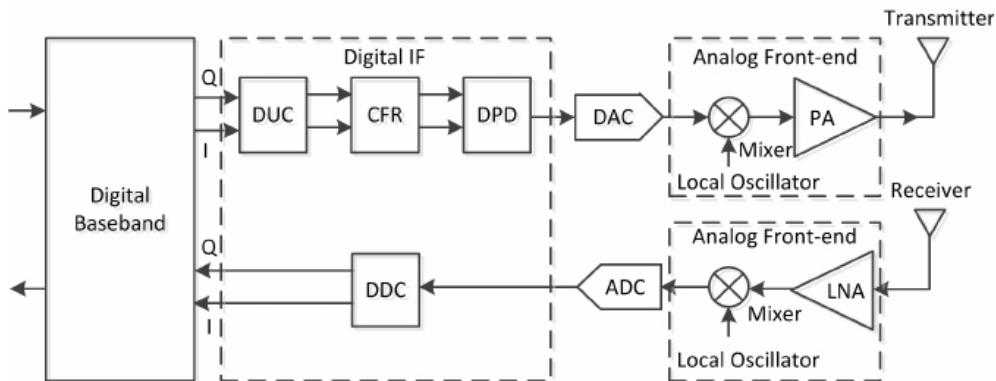 Transmitter
Digital IF
Analog Front-end
Q
DUC
CFR
DPD
DAC
PA
I
Mixer
Local Oscillator
Digital
Baseband
Receiver
Analog Front-end
Q
DDC
ADC
LNA
I
Mixer
Local Oscillator